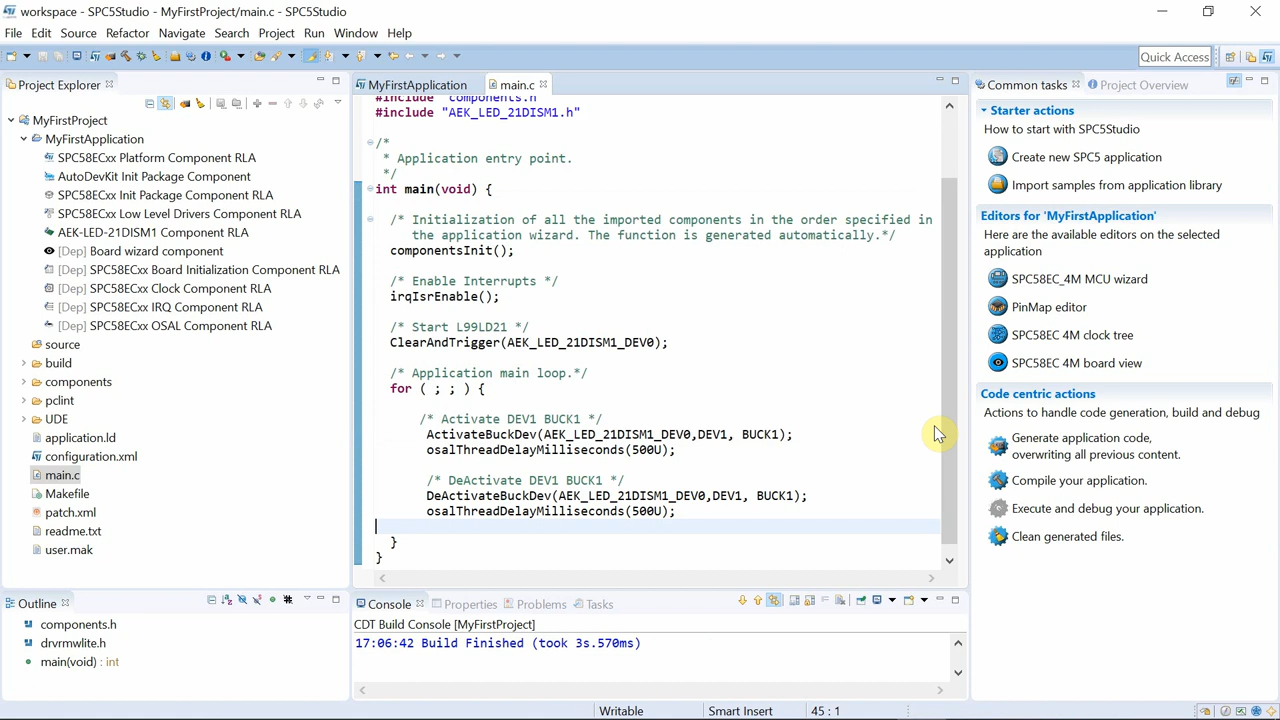 workspace - SPC5Studio - MyFirstProject/main.c - SPC5Studio
File Edit Source Refactor Navigate Search Project Run Window Help
Quick Access
Project Explorer
MyFirstProject
MyFirstApplication
SPC58ECxx Platform Component RLA
AutoDevKit Init Package Component
SPC58ECxx Init Package Component RLA
SPC58ECxx Low Level Drivers Component RLA
AEK-LED-21DISM1 Component RLA
[Dep] Board wizard component
[Dep] SPC58ECxx Board Initialization Component RLA
[Dep] SPC58ECxx Clock Component RLA
[Dep] SPC58ECxx IRQ Component RLA
[Dep] SPC58ECxx OSAL Component RLA
source
build
components
pclint
UDE
application.ld
configuration.xml
main.c
Makefile
patch.xml
readme.txt
user.mak
Outline
components.h
drvrmwlite.h
main(void) : int
MyFirstApplication main.c
#include "components.h"
#include "AEK_LED_21DISM1.h"
/*
* Application entry point.
*/
int main(void) {
/* Initialization of all the imported components in the order specified in
the application wizard. The function is generated automatically.*/
componentsInit();
/* Enable Interrupts */
irqIsrEnable();
/* Start L99LD21 */
ClearAndTrigger(AEK_LED_21DISM1_DEV0);
/* Application main loop.*/
for ( ; ; ) {
/* Activate DEV1 BUCK1 */
ActivateBuckDev(AEK_LED_21DISM1_DEV0,DEV1, BUCK1);
osalThreadDelayMilliseconds(500U);
/* DeActivate DEV1 BUCK1 */
DeActivateBuckDev(AEK_LED_21DISM1_DEV0,DEV1, BUCK1);
osalThreadDelayMilliseconds(500U);
}
}
Console Properties Problems Tasks
CDT Build Console [MyFirstProject]
17:06:42 Build Finished (took 3s.570ms)
Common tasks Project Overview
Starter actions
How to start with SPC5Studio
Create new SPC5 application
Import samples from application library
Editors for 'MyFirstApplication'
Here are the available editors on the selected
application
SPC58EC_4M MCU wizard
PinMap editor
SPC58EC 4M clock tree
SPC58EC 4M board view
Code centric actions
Actions to handle code generation, build and debug
Generate application code,
overwriting all previous content.
Compile your application.
Execute and debug your application.
Clean generated files.
Writable Smart Insert 45 : 1